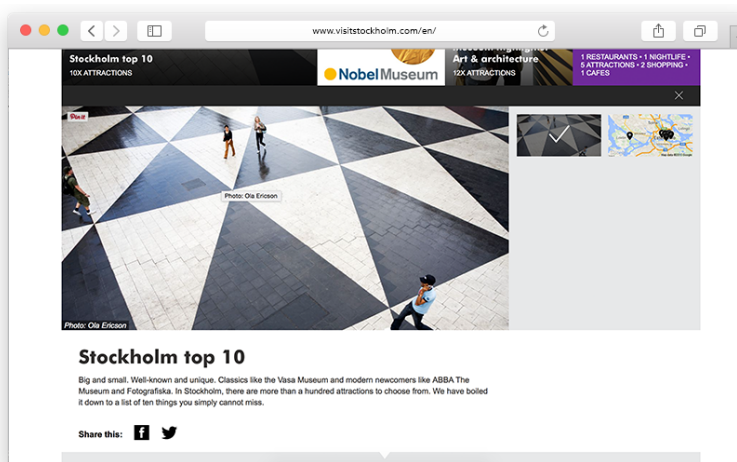 www.visitstockholm.com/en/
Stockholm top 10
10X ATTRACTIONS
NobelMuseum
Art & architecture
12X ATTRACTIONS
1 RESTAURANTS • 1 NIGHTLIFE •
5 ATTRACTIONS • 2 SHOPPING •
1 CAFES
Pin it
Photo: Ola Ericson
Photo: Ola Ericson
Stockholm top 10
Big and small. Well-known and unique. Classics like the Vasa Museum and modern newcomers like ABBA The
Museum and Fotografiska. In Stockholm, there are more than a hundred attractions to choose from. We have boiled
it down to a list of ten things you simply cannot miss.
Share this: